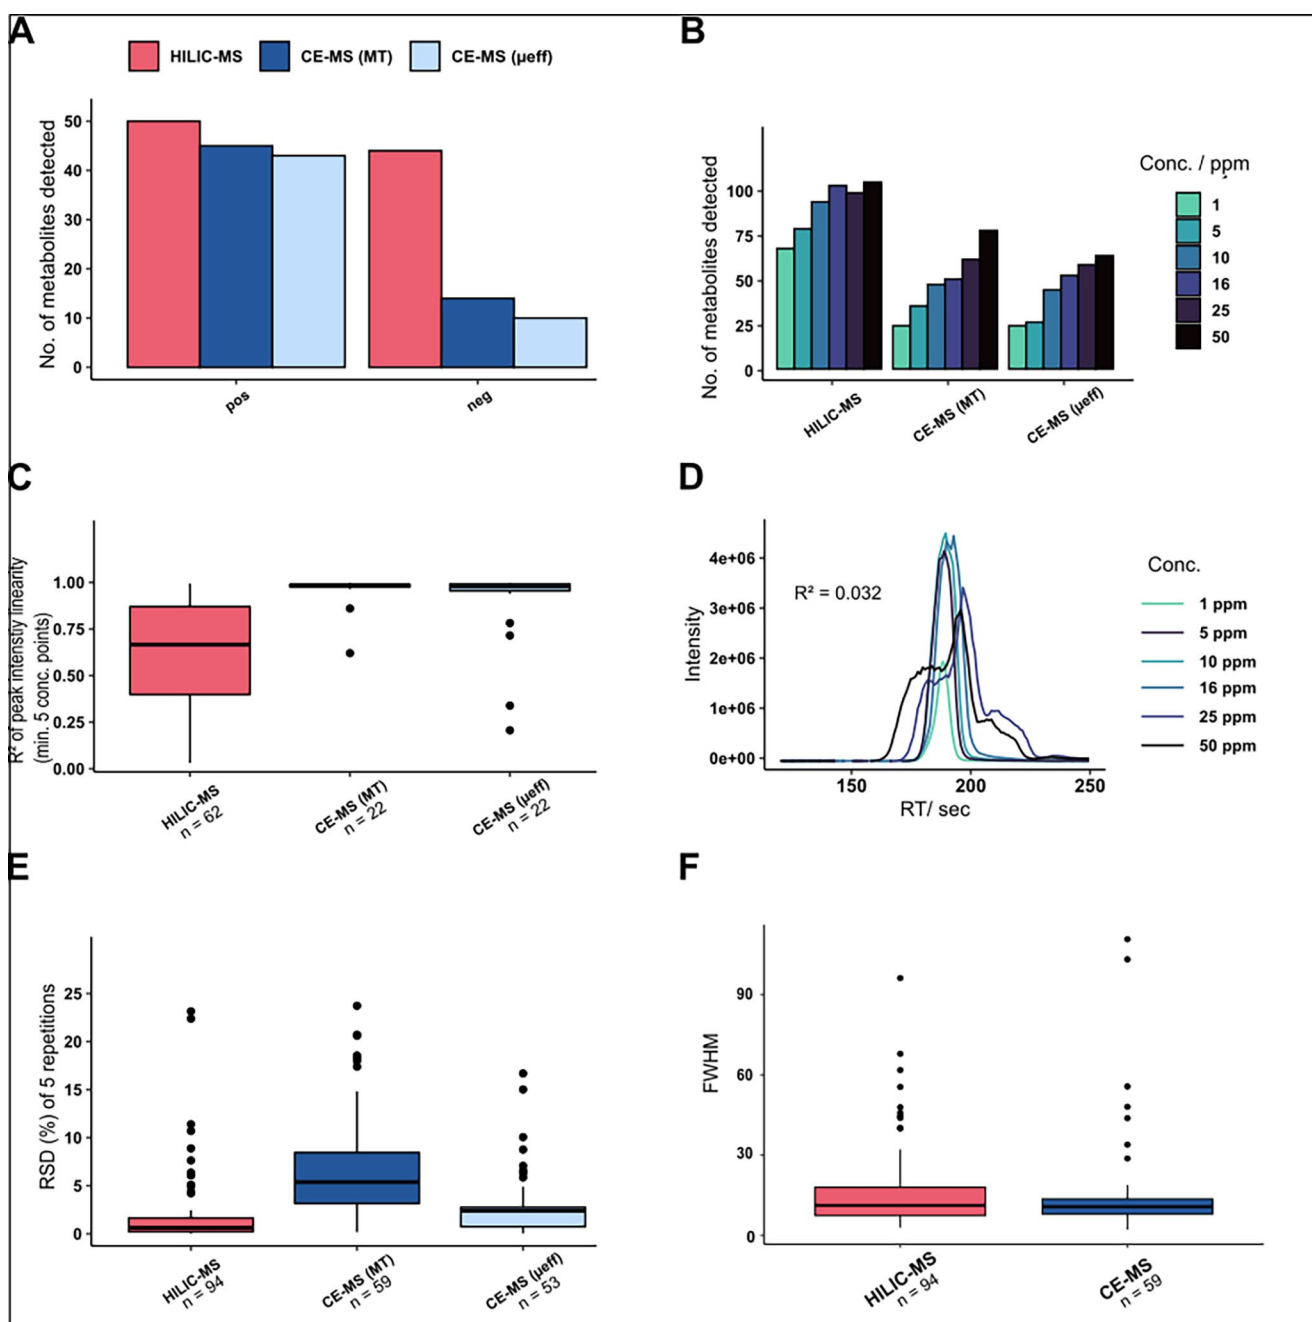 A
HILIC-MS
CE-MS (MT)
CE-MS (µeff)
No. of metabolites detected
50
40
30
20
10
0
pos
neg
B
No. of metabolites detected
100
75
50
25
0
HILIC-MS
CE-MS (MT)
CE-MS (µeff)
Conc. / ppm
1
5
10
16
25
50
C
R² of peak intenstiy linearity
(min. 5 conc. points)
1.00
0.75
0.50
0.25
0.00
HILIC-MS
n = 62
CE-MS (MT)
n = 22
CE-MS (µeff)
n = 22
D
Intensity
4e+06
3e+06
2e+06
1e+06
0e+00
R² = 0.032
150
200
250
RT/ sec
Conc.
1 ppm
5 ppm
10 ppm
16 ppm
25 ppm
50 ppm
E
RSD (%) of 5 repetitions
25
20
15
10
5
0
HILIC-MS
n = 94
CE-MS (MT)
n = 59
CE-MS (µeff)
n = 53
F
FWHM
90
60
30
0
HILIC-MS
n = 94
CE-MS
n = 59